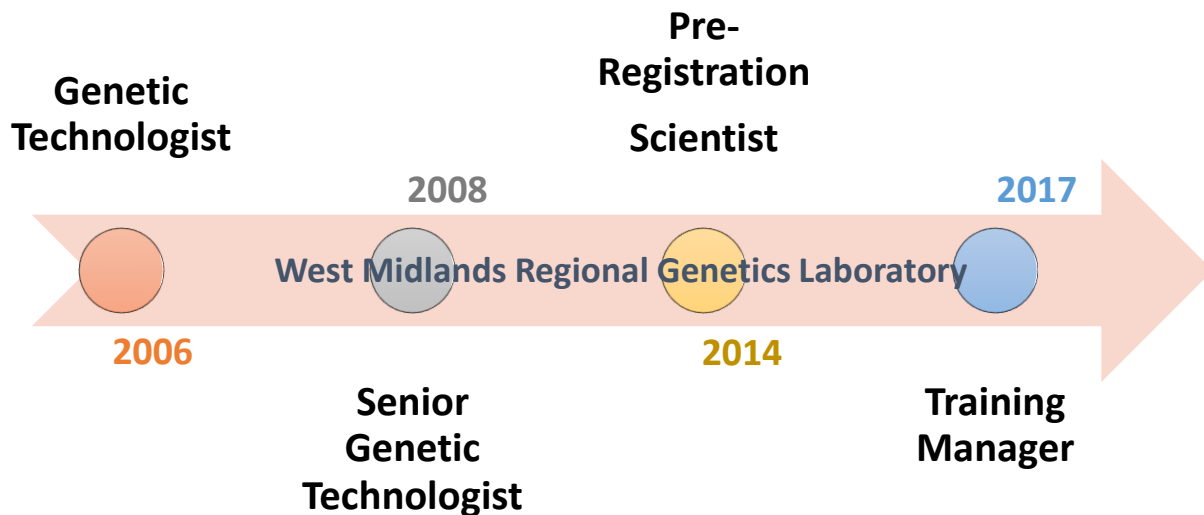 Genetic
Technologist
2006
2008
Senior
Genetic
Technologist
Pre-
Registration
Scientist
2014
2017
Training
Manager
West Midlands Regional Genetics Laboratory